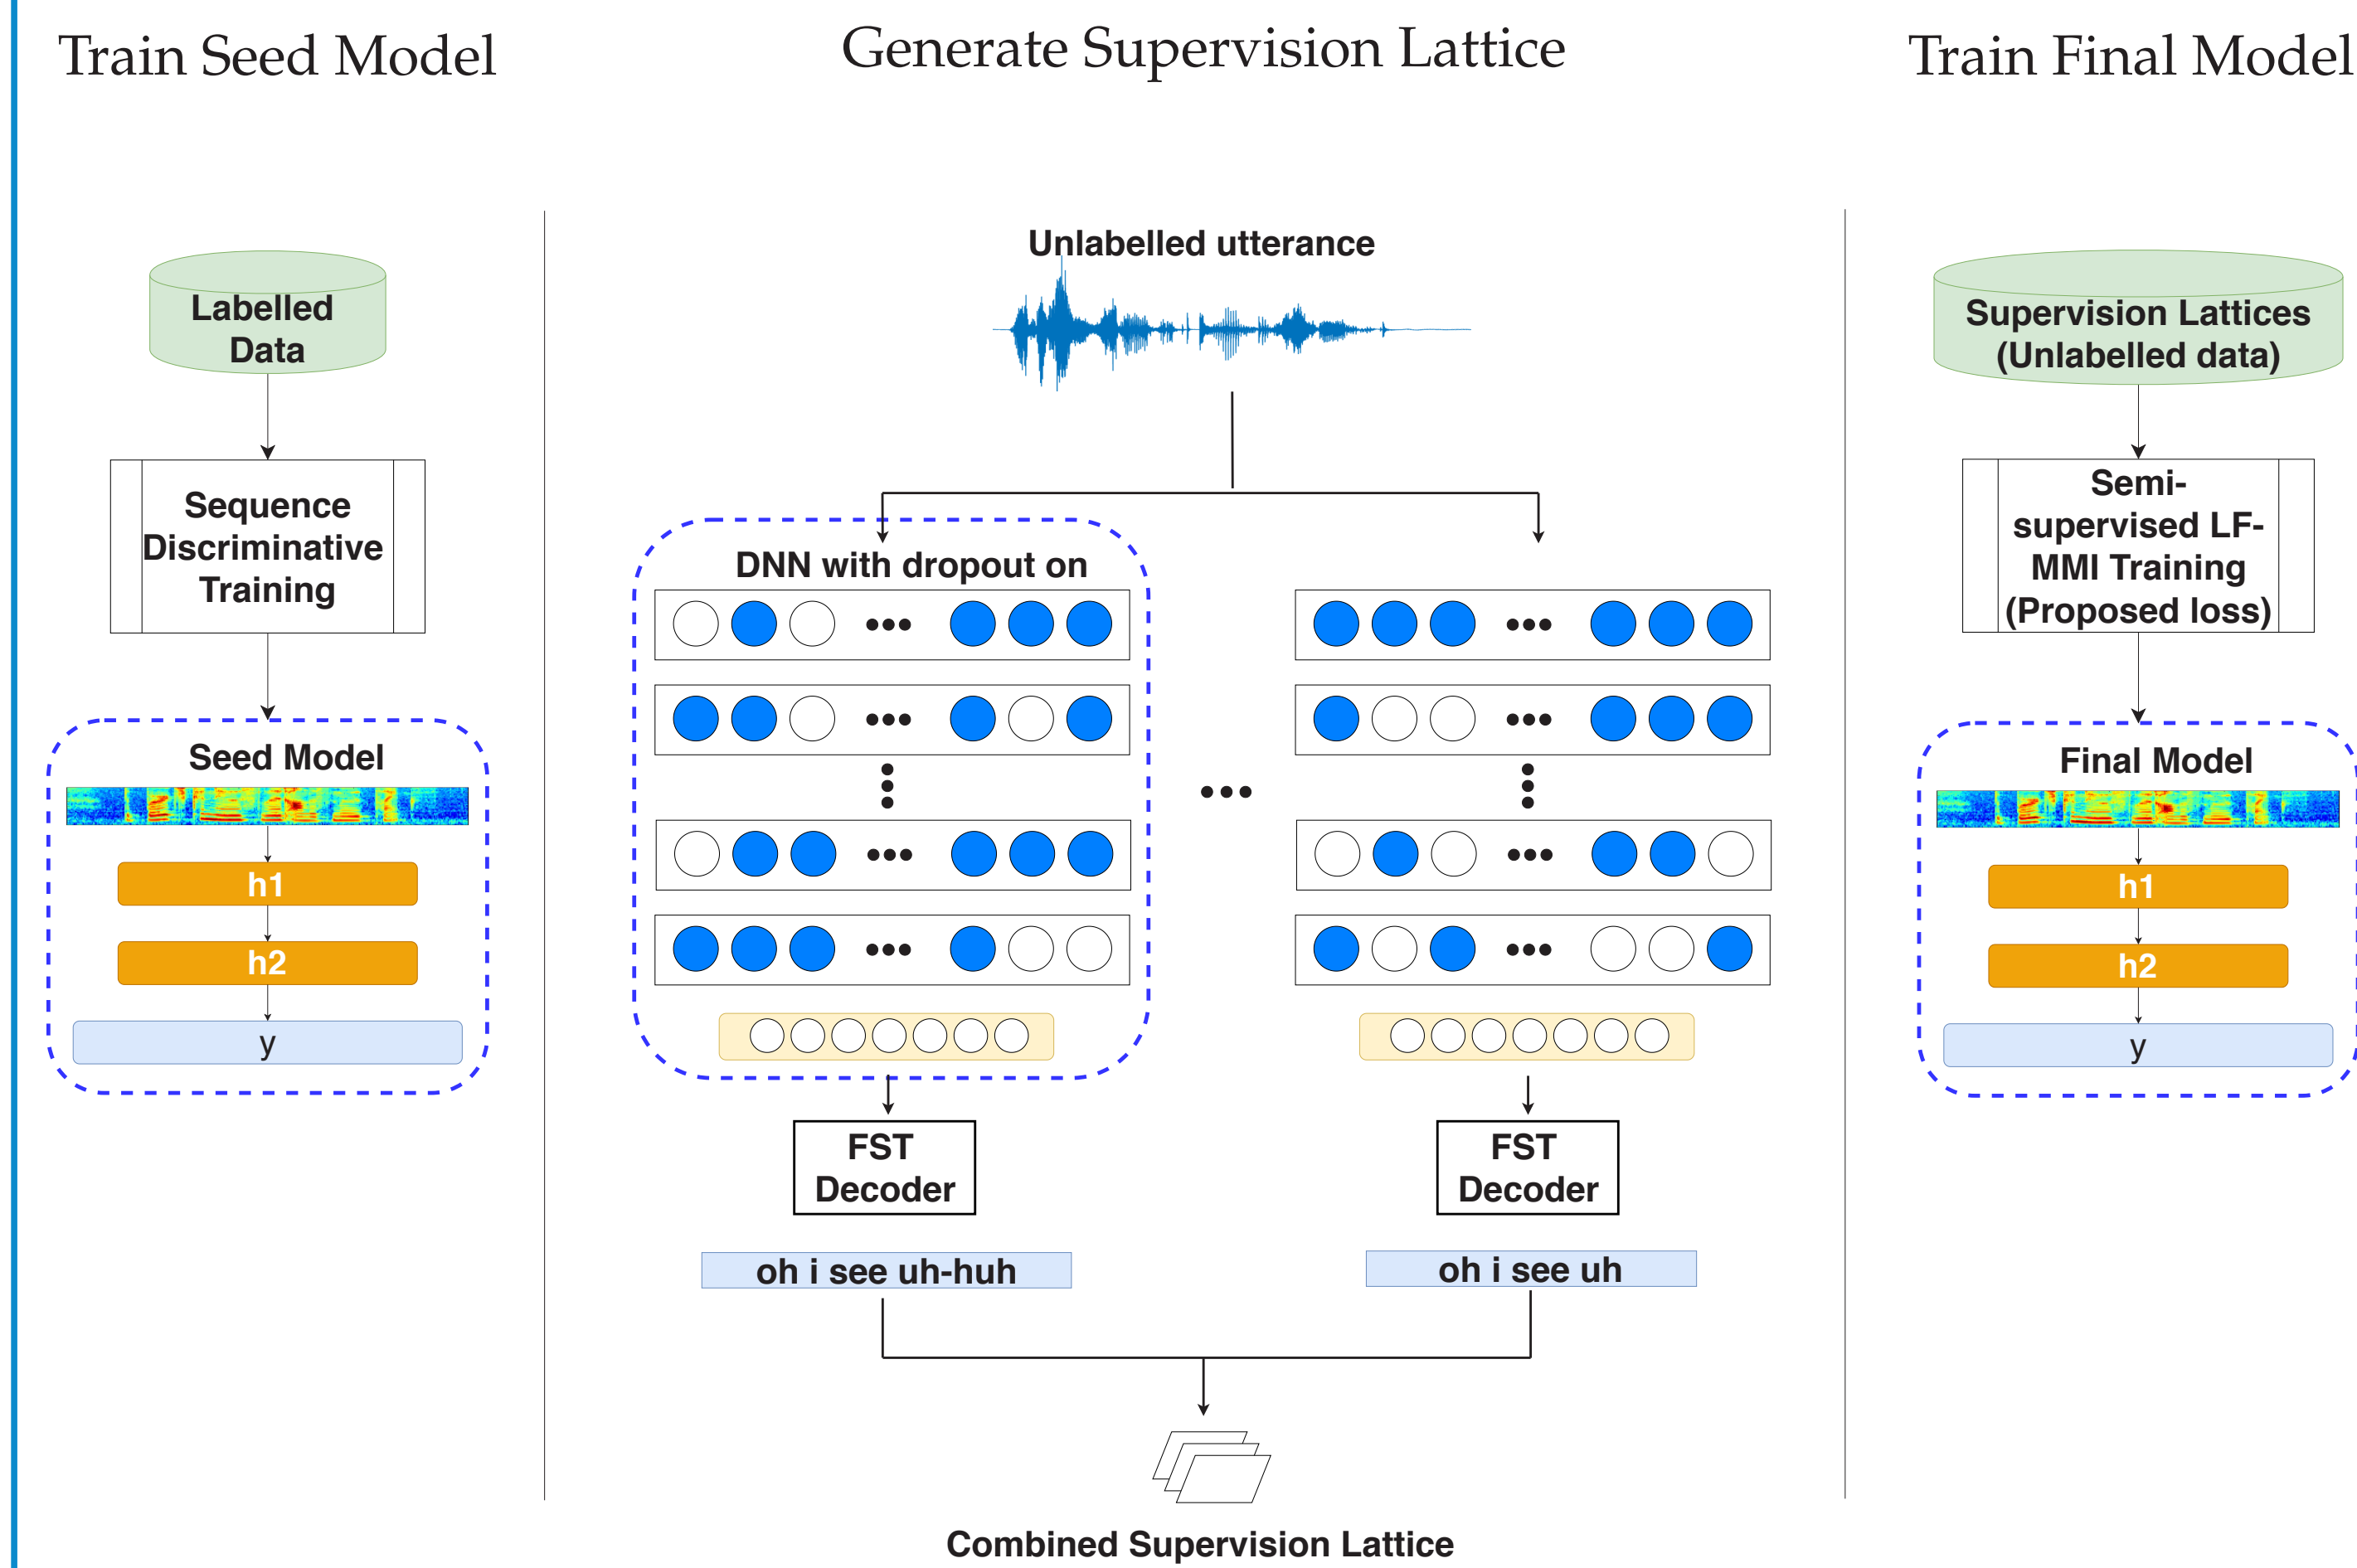 Train Seed Model
Generate Supervision Lattice
Train Final Model
Labelled
Data
Sequence
Discriminative
Training
Seed Model
h1
h2
y
Unlabelled utterance
DNN with dropout on
FST
Decoder
FST
Decoder
oh i see uh-huh
oh i see uh
Combined Supervision Lattice
Supervision Lattices
(Unlabelled data)
Semi-
supervised LF-
MMI Training
(Proposed loss)
Final Model
h1
h2
y